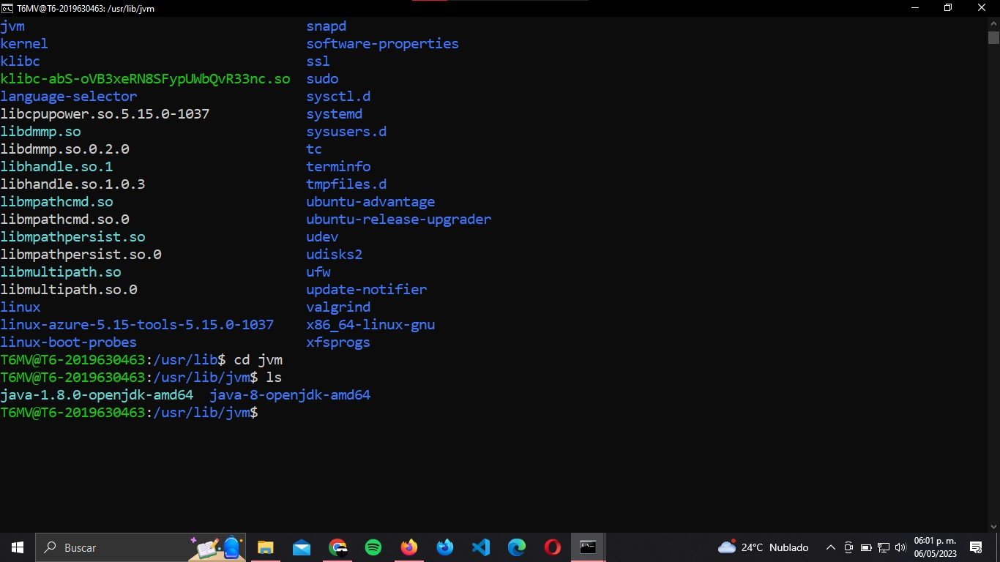 T6MV@T6-2019630463: /usr/lib/jvm
jvm snapd
kernel software-properties
klibc ssl
klibc-abS-oVB3xeRN8SFypUWbQvR33nc.so sudo
language-selector sysctl.d
libcpupower.so.5.15.0-1037 systemd
libdmmp.so sysusers.d
libdmmp.so.0.2.0 tc
libhandle.so.1 terminfo
libhandle.so.1.0.3 tmpfiles.d
libmpathcmd.so ubuntu-advantage
libmpathcmd.so.0 ubuntu-release-upgrader
libmpathpersist.so udev
libmpathpersist.so.0 udisks2
libmultipath.so ufw
libmultipath.so.0 update-notifier
linux valgrind
linux-azure-5.15-tools-5.15.0-1037 x86_64-linux-gnu
linux-boot-probes xfsprogs
T6MV@T6-2019630463:/usr/lib$ cd jvm
T6MV@T6-2019630463:/usr/lib/jvm$ ls
java-1.8.0-openjdk-amd64 java-8-openjdk-amd64
T6MV@T6-2019630463:/usr/lib/jvm$
Buscar
24°C Nublado
06:01 p. m.
06/05/2023